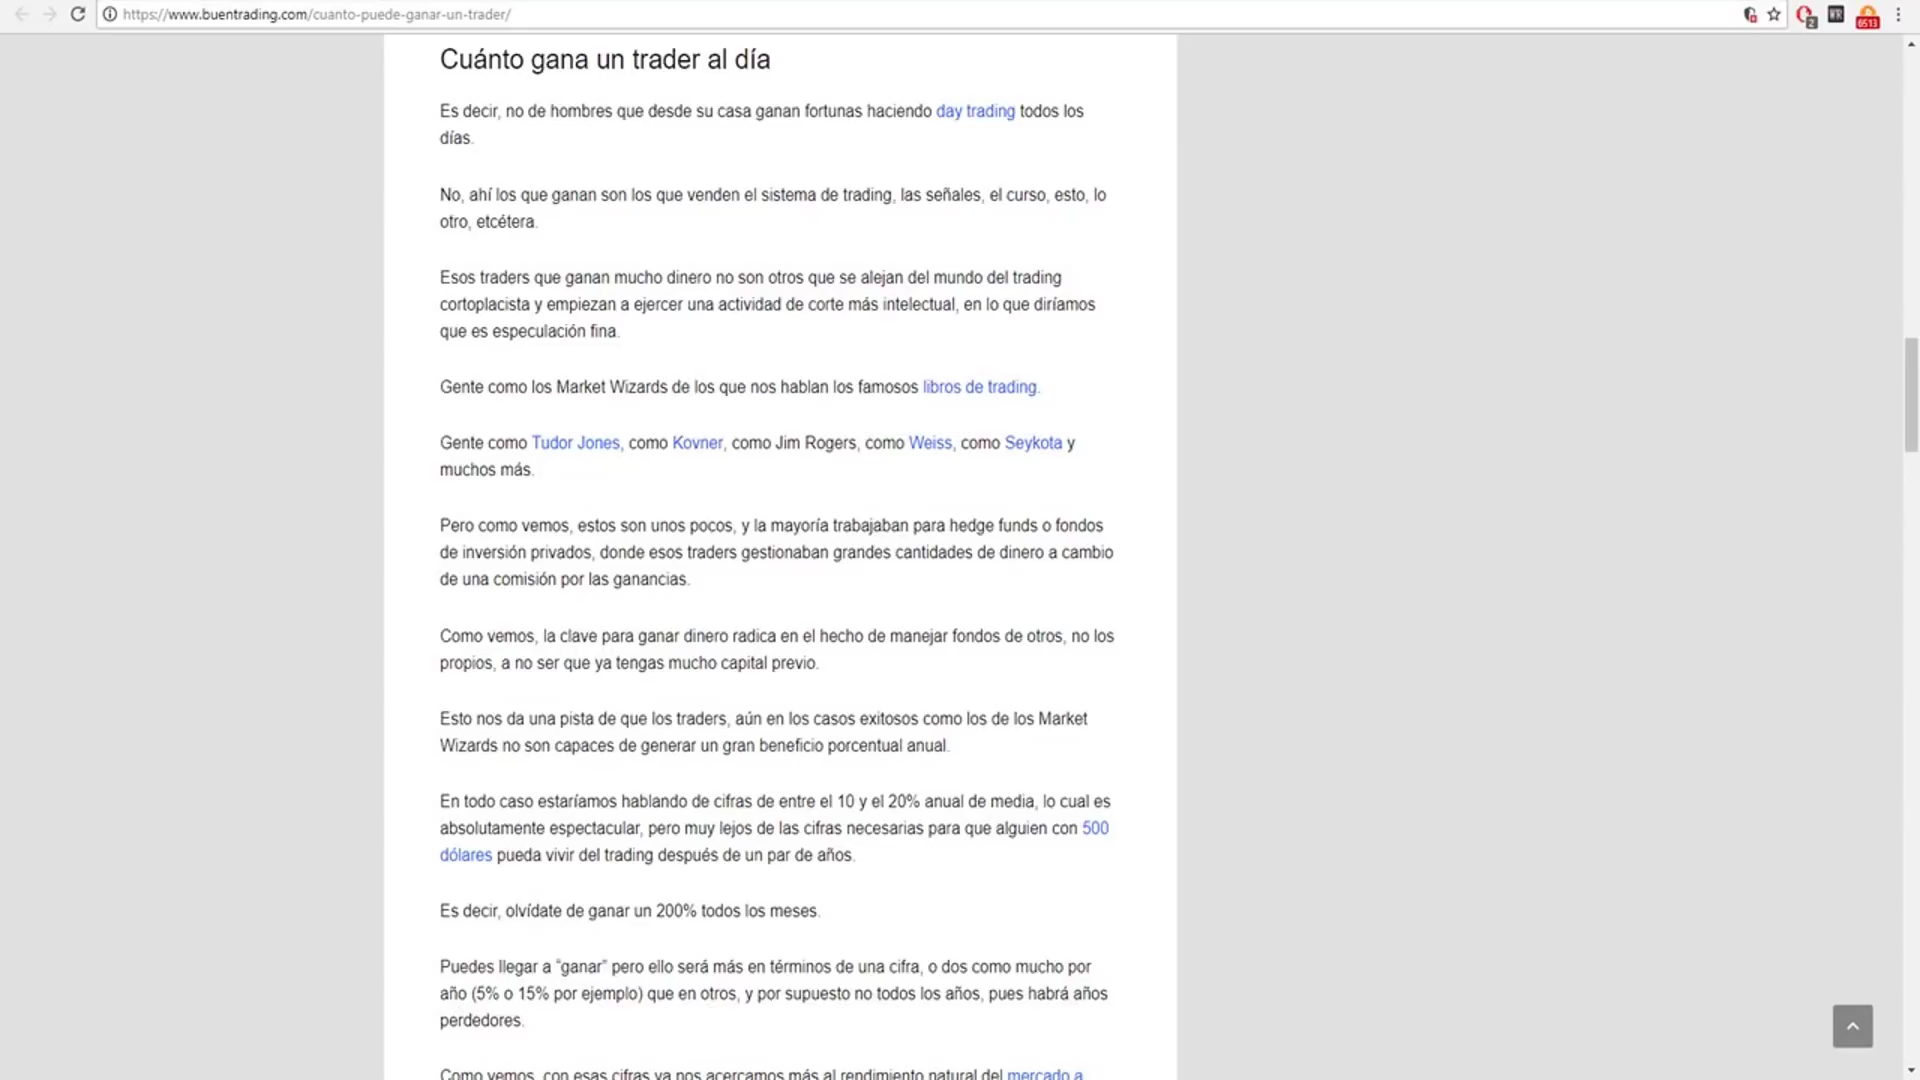 https://www.buentrading.com/cuanto-puede-ganar-un-trader/
2
6513
Cuánto gana un trader al día
Es decir, no de hombres que desde su casa ganan fortunas haciendo day trading todos los
días.
No, ahí los que ganan son los que venden el sistema de trading, las señales, el curso, esto, lo
otro, etcétera.
Esos traders que ganan mucho dinero no son otros que se alejan del mundo del trading
cortoplacista y empiezan a ejercer una actividad de corte más intelectual, en lo que diríamos
que es especulación fina.
Gente como los Market Wizards de los que nos hablan los famosos libros de trading.
Gente como Tudor Jones, como Kovner, como Jim Rogers, como Weiss, como Seykota y
muchos más.
Pero como vemos, estos son unos pocos, y la mayoría trabajaban para hedge funds o fondos
de inversión privados, donde esos traders gestionaban grandes cantidades de dinero a cambio
de una comisión por las ganancias.
Como vemos, la clave para ganar dinero radica en el hecho de manejar fondos de otros, no los
propios, a no ser que ya tengas mucho capital previo.
Esto nos da una pista de que los traders, aún en los casos exitosos como los de los Market
Wizards no son capaces de generar un gran beneficio porcentual anual.
En todo caso estaríamos hablando de cifras de entre el 10 y el 20% anual de media, lo cual es
absolutamente espectacular, pero muy lejos de las cifras necesarias para que alguien con 500
dólares pueda vivir del trading después de un par de años.
Es decir, olvídate de ganar un 200% todos los meses.
Puedes llegar a “ganar” pero ello será más en términos de una cifra, o dos como mucho por
año (5% o 15% por ejemplo) que en otros, y por supuesto no todos los años, pues habrá años
perdedores.
Como vemos, con esas cifras ya nos acercamos más al rendimiento natural del mercado a